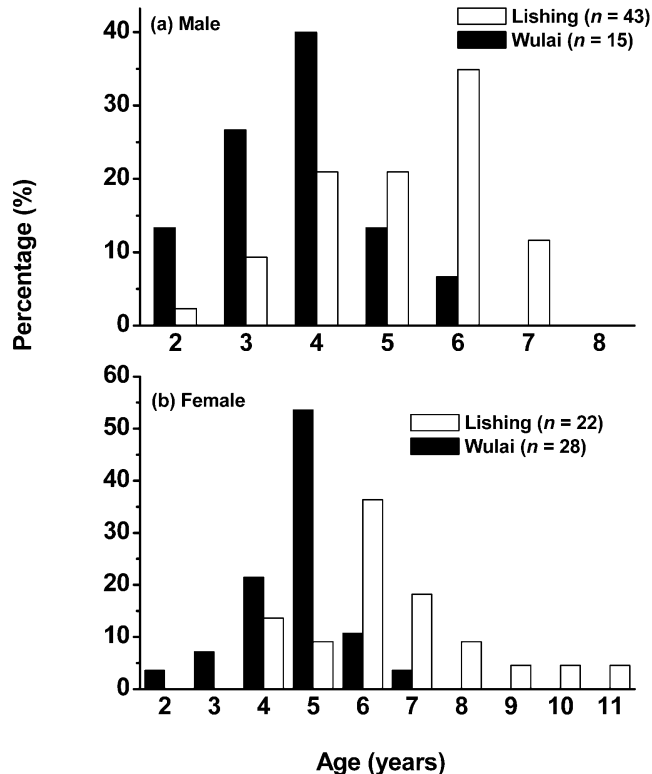 (a) Male
Lishing (n = 43)
Wulai (n = 15)
40
30
20
10
0
2 3 4 5 6 7 8
Percentage (%)
(b) Female
Lishing (n = 22)
Wulai (n = 28)
60
50
40
30
20
10
0
2 3 4 5 6 7 8 9 10 11
Age (years)